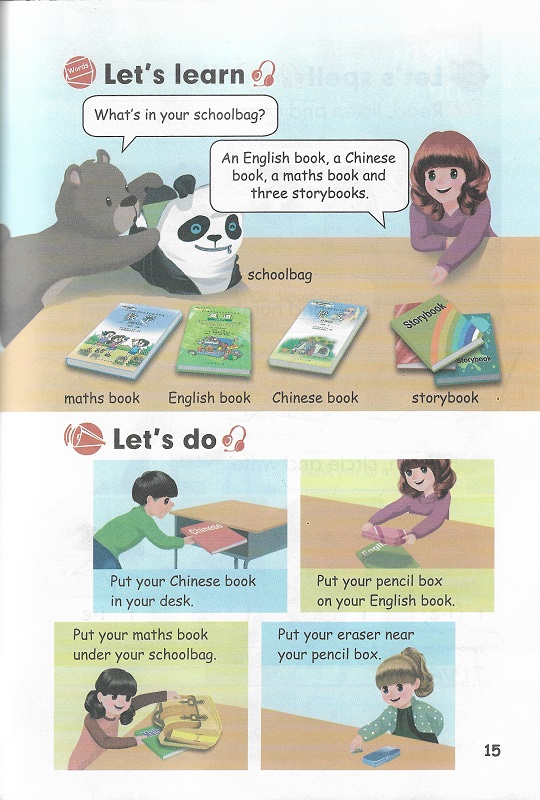 Words
Let's learn
What's in your schoolbag?
An English book, a Chinese
book, a maths book and
three storybooks.
schoolbag
Storybook
Storybook
maths book
English book
Chinese book
storybook
Let's do
Chinese
Put your Chinese book
in your desk.
Engli
Put your pencil box
on your English book.
Put your maths book
under your schoolbag.
Put your eraser near
your pencil box.
15